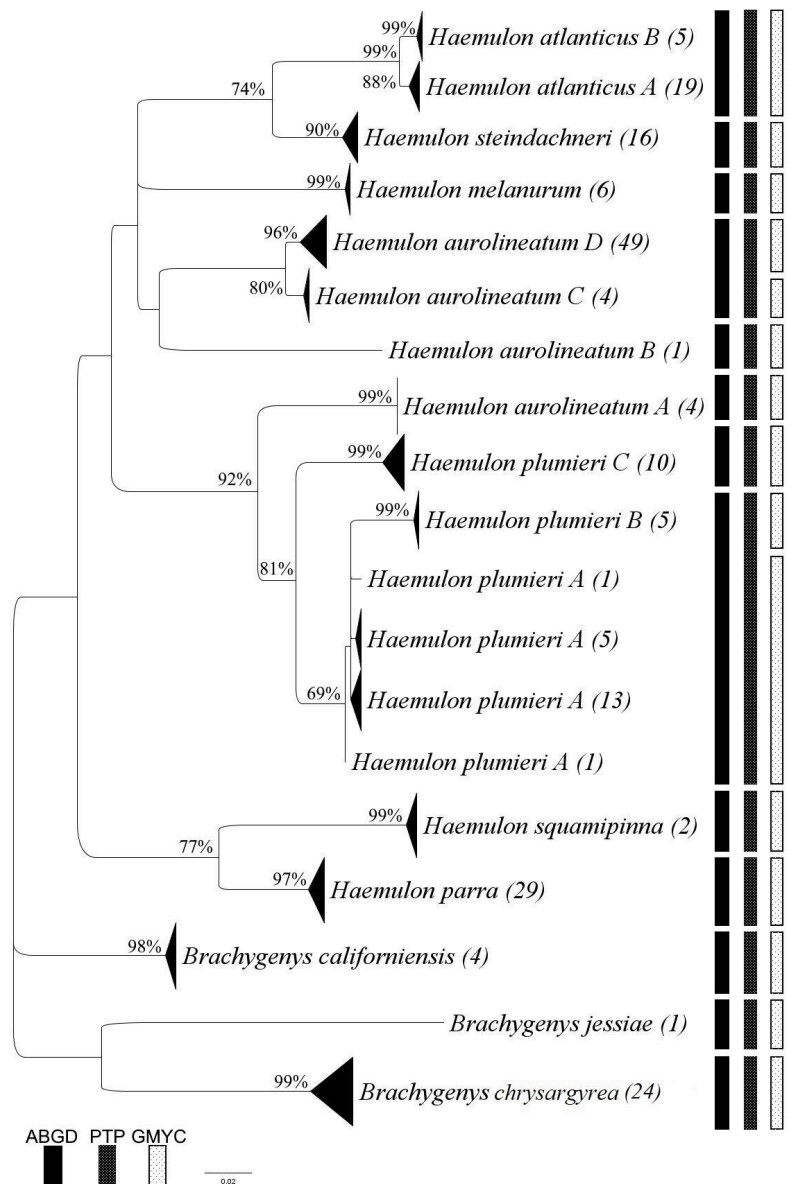 99%
Haemulon atlanticus B (5)
99%
88%
Haemulon atlanticus A (19)
74%
90%
Haemulon steindachneri (16)
99%
Haemulon melanurum (6)
96%
Haemulon aurolineatum D (49)
80%
Haemulon aurolineatum C (4)
Haemulon aurolineatum B (1)
99%
Haemulon aurolineatum A (4)
99%
Haemulon plumieri C (10)
92%
99%
Haemulon plumieri B (5)
81%
Haemulon plumieri A (1)
Haemulon plumieri A (5)
69%
Haemulon plumieri A (13)
Haemulon plumieri A (1)
99%
Haemulon squamipinna (2)
77%
97%
Haemulon parra (29)
98%
Brachygenys californiensis (4)
Brachygenys jessiae (1)
99%
Brachygenys chrysargyrea (24)
ABGD PTP GMYC
0.02